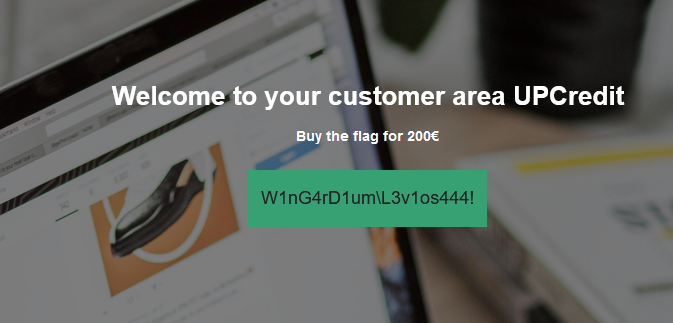 Welcome to your customer area UPCredit
Buy the flag for 200€
W1nG4rD1um\L3v1os444!